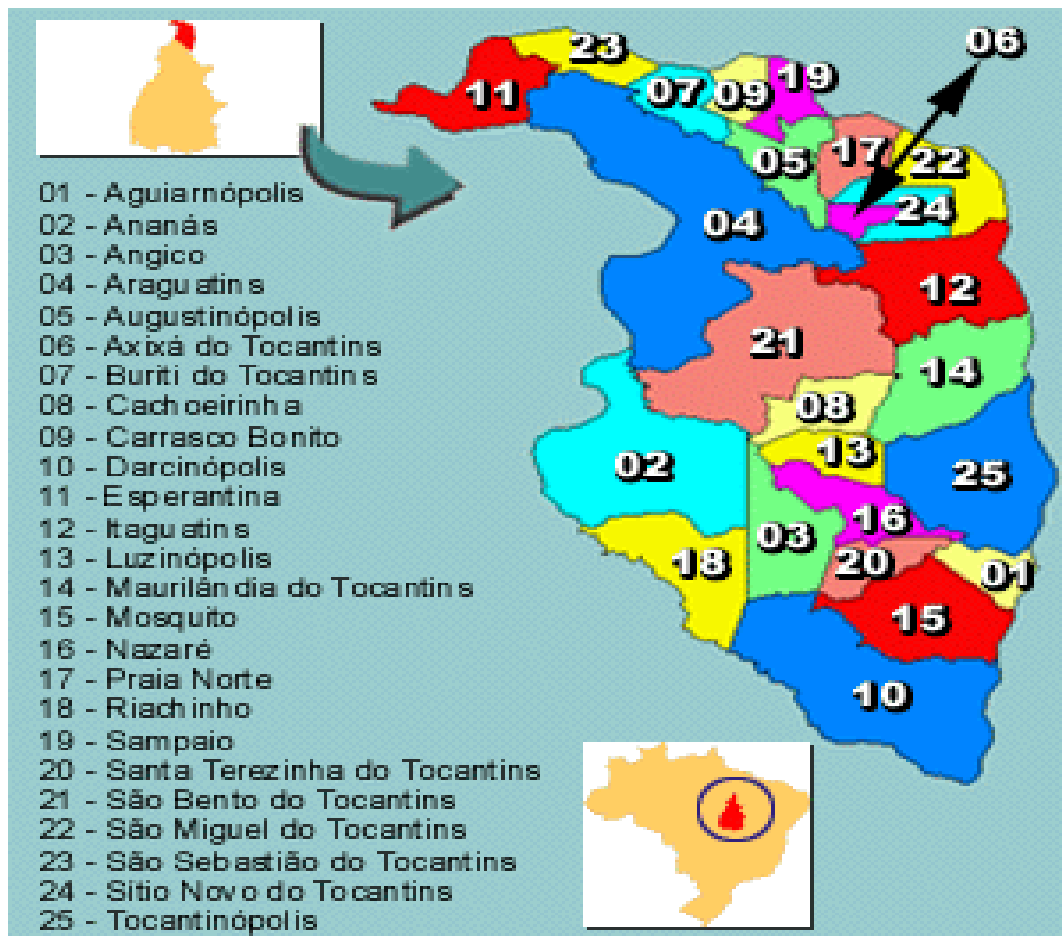 01 - Aguiarnópolis
02 - Ananás
03 - Angico
04 - Araguatins
05 - Augustinópolis
06 - Axixá do Tocantins
07 - Buriti do Tocantins
08 - Cachoeirinha
09 - Carrasco Bonito
10 - Darcinópolis
11 - Esperantina
12 - Itaguatins
13 - Luzinópolis
14 - Maurilândia do Tocantins
15 - Mosquito
16 - Nazaré
17 - Praia Norte
18 - Riachinho
19 - Sampaio
20 - Santa Terezinha do Tocantins
21 - São Bento do Tocantins
22 - São Miguel do Tocantins
23 - São Sebastião do Tocantins
24 - Sítio Novo do Tocantins
25 - Tocantinópolis
23
06
11
07
09
19
05
17
22
04
24
12
21
14
08
02
13
25
16
03
18
20
01
15
10